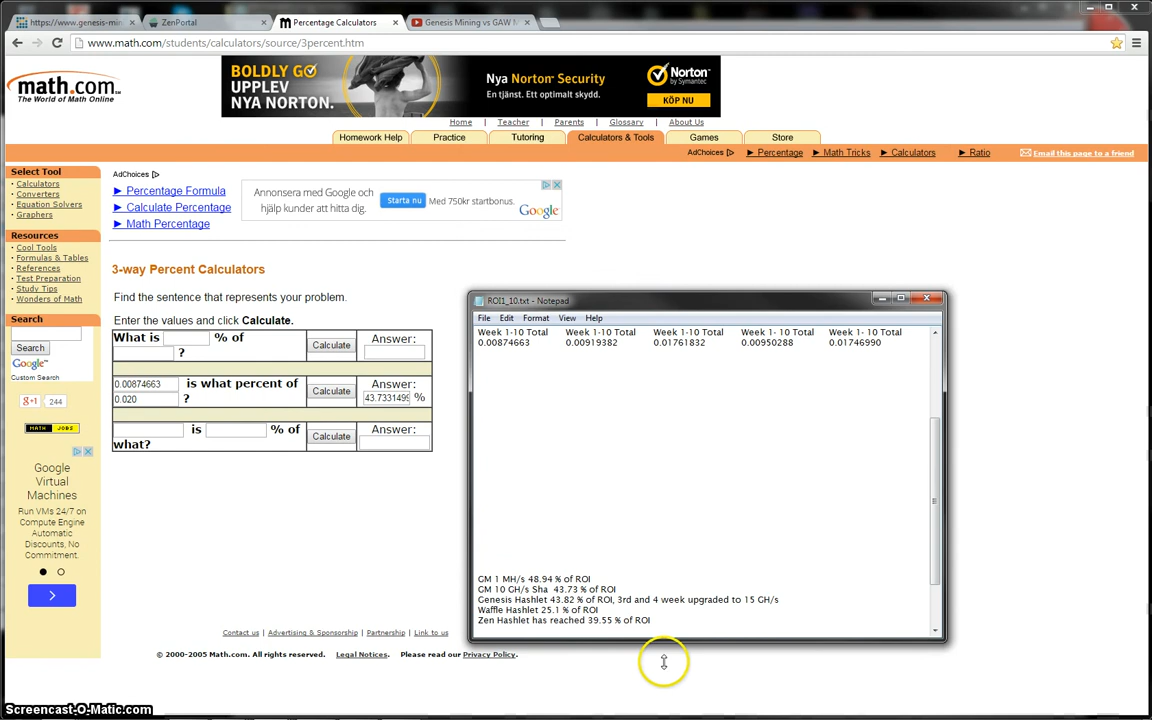 https://www.genesis-min
ZenPortal
Percentage Calculators
Genesis Mining vs GAW M
www.math.com/students/calculators/source/3percent.htm
math.com
The World of Math Online
BOLDLY GO
UPPLEV
NYA NORTON.
Nya Norton Security
En tjänst. Ett optimalt skydd.
Norton
by Symantec
KÖP NU
Home | Teacher | Parents | Glossary | About Us
Homework Help Practice Tutoring Calculators & Tools Games Store
AdChoices ► Percentage ► Math Tricks ► Calculators ► Ratio Email this page to a friend
Select Tool
· Calculators
· Converters
· Equation Solvers
· Graphers
Resources
· Cool Tools
· Formulas & Tables
· References
· Test Preparation
· Study Tips
· Wonders of Math
Search
Search
Google™
Custom Search
g+1 244
MATH JOBS
Google
Virtual
Machines
Run VMs 24/7 on
Compute Engine
Automatic
Discounts, No
Commitment.
AdChoices
► Percentage Formula
► Calculate Percentage
► Math Percentage
Annonsera med Google och
hjälp kunder att hitta dig.
Starta nu
Med 750kr startbonus.
Google
3-way Percent Calculators
Find the sentence that represents your problem.
Enter the values and click Calculate.
What is % of
?
Calculate
Answer:
0.00874663 is what percent of
0.020 ?
Calculate
Answer:
43.7331499 %
is % of
what?
Calculate
Answer:
ROI1_10.txt - Notepad
File Edit Format View Help
Week 1-10 Total Week 1-10 Total Week 1-10 Total Week 1-10 Total Week 1- 10 Total
0.00874663 0.00919382 0.01761832 0.00950288 0.01746990
GM 1 MH/s 48.94 % of ROI
GM 10 GH/s Sha 43.73 % of ROI
Genesis Hashlet 43.82 % of ROI, 3rd and 4 week upgraded to 15 GH/s
Waffle Hashlet 25.1 % of ROI
Zen Hashlet has reached 39.55 % of ROI
Contact us | Advertising & Sponsorship | Partnership | Link to us
© 2000-2005 Math.com. All rights reserved. Legal Notices. Please read our Privacy Policy.
Screencast-O-Matic.com